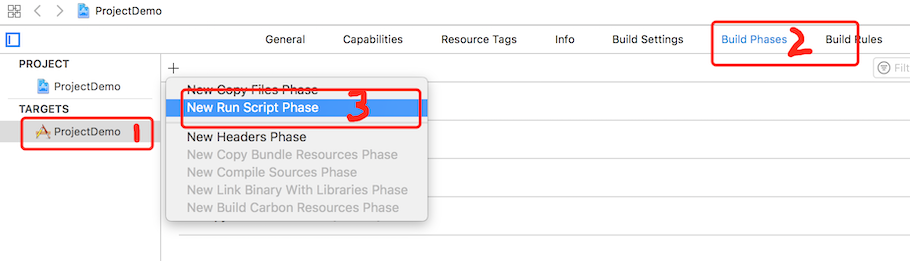 ProjectDemo
General Capabilities Resource Tags Info Build Settings Build Phases Build Rules
2
PROJECT
ProjectDemo
TARGETS
ProjectDemo 1
+
Filt
New Copy Files Phase
New Run Script Phase 3
New Headers Phase
New Copy Bundle Resources Phase
New Compile Sources Phase
New Link Binary With Libraries Phase
New Build Carbon Resources Phase